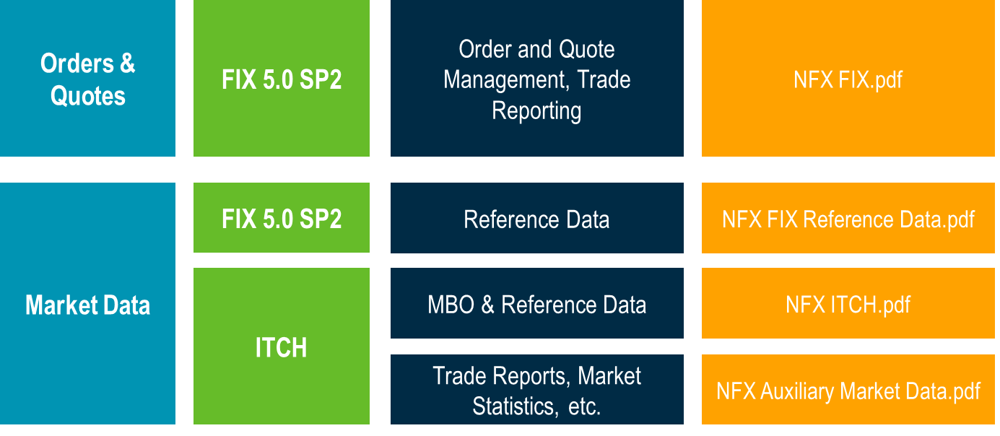 Orders &
Quotes
FIX 5.0 SP2
Order and Quote
Management, Trade
Reporting
NFX FIX.pdf
Market Data
FIX 5.0 SP2
Reference Data
NFX FIX Reference Data.pdf
ITCH
MBO & Reference Data
NFX ITCH.pdf
Trade Reports, Market
Statistics, etc.
NFX Auxiliary Market Data.pdf